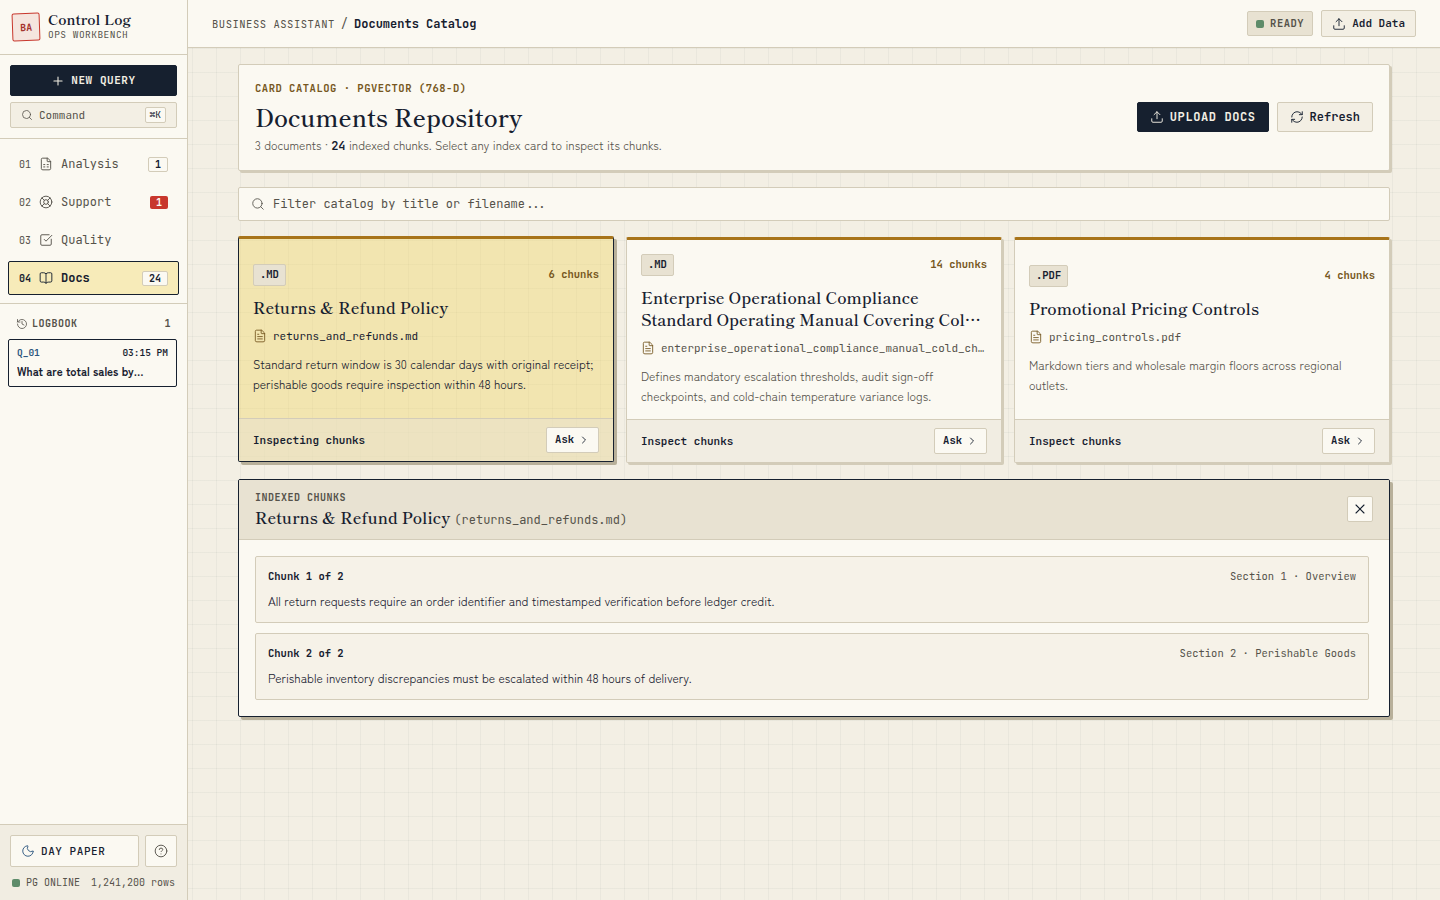 BA
Control Log
OPS WORKBENCH
BUSINESS ASSISTANT / Documents Catalog
READY
Add Data
+ NEW QUERY
Command ⌘K
01 Analysis 1
02 Support 1
03 Quality
04 Docs 24
LOGBOOK 1
Q_01 03:15 PM
What are total sales by...
DAY PAPER
PG ONLINE 1,241,200 rows
CARD CATALOG · PGVECTOR (768-D)
Documents Repository
3 documents · 24 indexed chunks. Select any index card to inspect its chunks.
UPLOAD DOCS
Refresh
Filter catalog by title or filename...
.MD 6 chunks
Returns & Refund Policy
returns_and_refunds.md
Standard return window is 30 calendar days with original receipt;
perishable goods require inspection within 48 hours.
Inspecting chunks Ask >
.MD 14 chunks
Enterprise Operational Compliance
Standard Operating Manual Covering Col...
enterprise_operational_compliance_manual_cold_ch…
Defines mandatory escalation thresholds, audit sign-off
checkpoints, and cold-chain temperature variance logs.
Inspect chunks Ask >
.PDF 4 chunks
Promotional Pricing Controls
pricing_controls.pdf
Markdown tiers and wholesale margin floors across regional
outlets.
Inspect chunks Ask >
INDEXED CHUNKS
Returns & Refund Policy (returns_and_refunds.md)
Chunk 1 of 2 Section 1 · Overview
All return requests require an order identifier and timestamped verification before ledger credit.
Chunk 2 of 2 Section 2 · Perishable Goods
Perishable inventory discrepancies must be escalated within 48 hours of delivery.